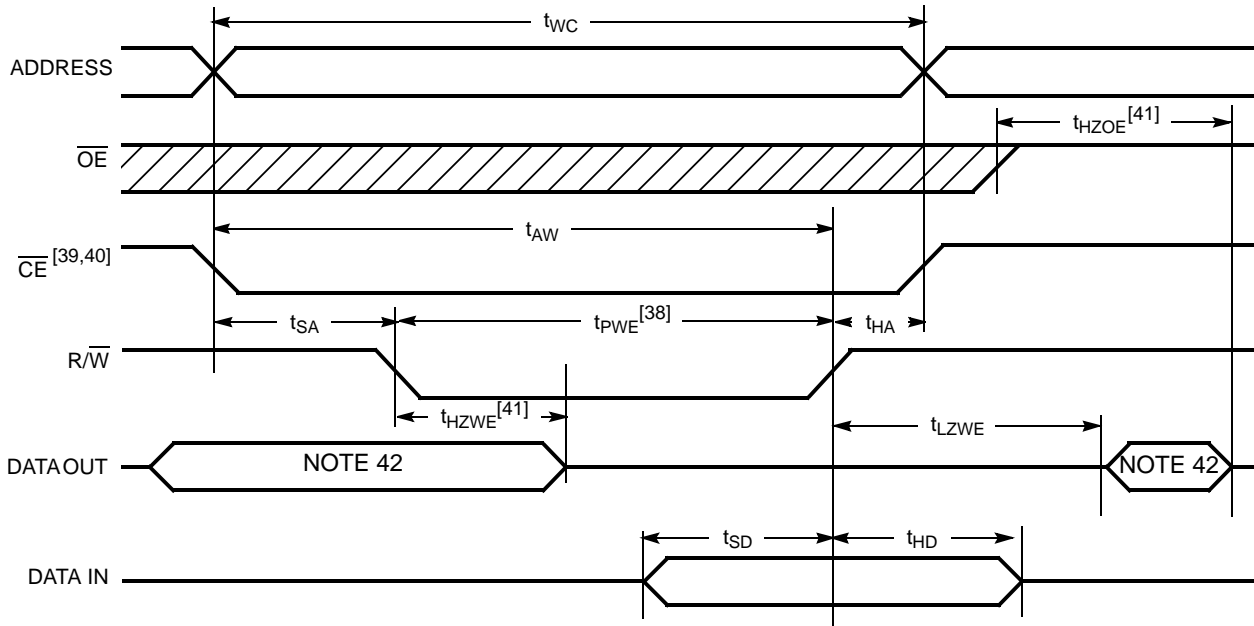 tWC
ADDRESS
tHZOE[41]
OE
tAW
CE [39,40]
tSA
tPWE[38]
tHA
R/W
tHZWE[41]
tLZWE
DATA OUT
NOTE 42
NOTE 42
tSD
tHD
DATA IN